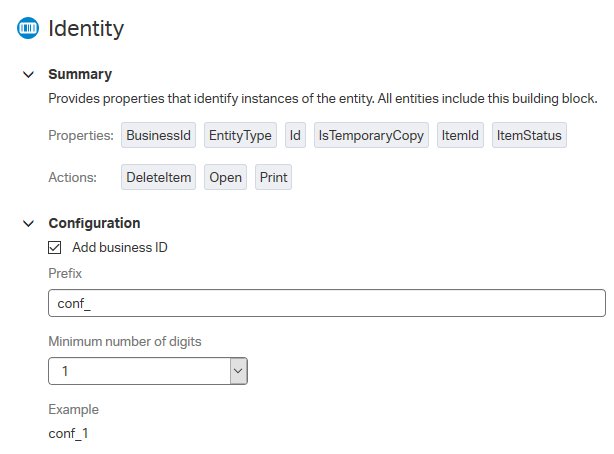 Identity
Summary
Provides properties that identify instances of the entity. All entities include this building block.
Properties: BusinessId EntityType Id IsTemporaryCopy ItemId ItemStatus
Actions: DeleteItem Open Print
Configuration
Add business ID
Prefix
conf_
Minimum number of digits
1
Example
conf_1